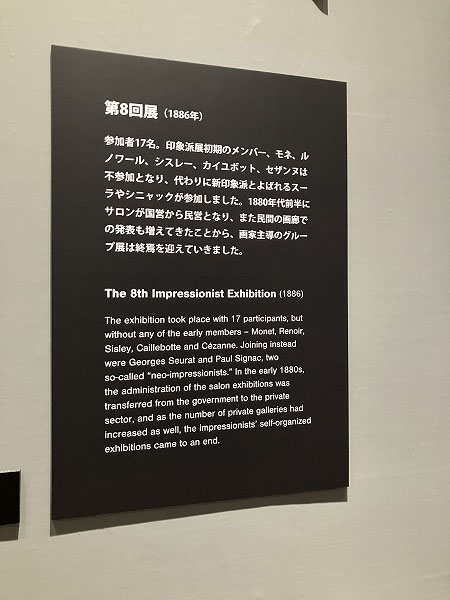 第8回展（1886年）
参加者17名。印象派展初期のメンバー、モネ、ル
ノワール、シスレー、カイユボット、セザンヌは
不参加となり、代わりに新印象派とよばれるスー
ラやシニャックが参加しました。1880年代前半に
サロンが国営から民営となり、また民間の画廊で
の発表も増えてきたことから、画家主導のグルー
プ展は終焉を迎えていきました。
The 8th Impressionist Exhibition (1886)
The exhibition took place with 17 participants, but
without any of the early members – Monet, Renoir,
Sisley, Caillebotte and Cézanne. Joining instead
were Georges Seurat and Paul Signac, two
so-called “neo-impressionists.” In the early 1880s,
the administration of the salon exhibitions was
transferred from the government to the private
sector, and as the number of private galleries had
increased as well, the Impressionists’ self-organized
exhibitions came to an end.